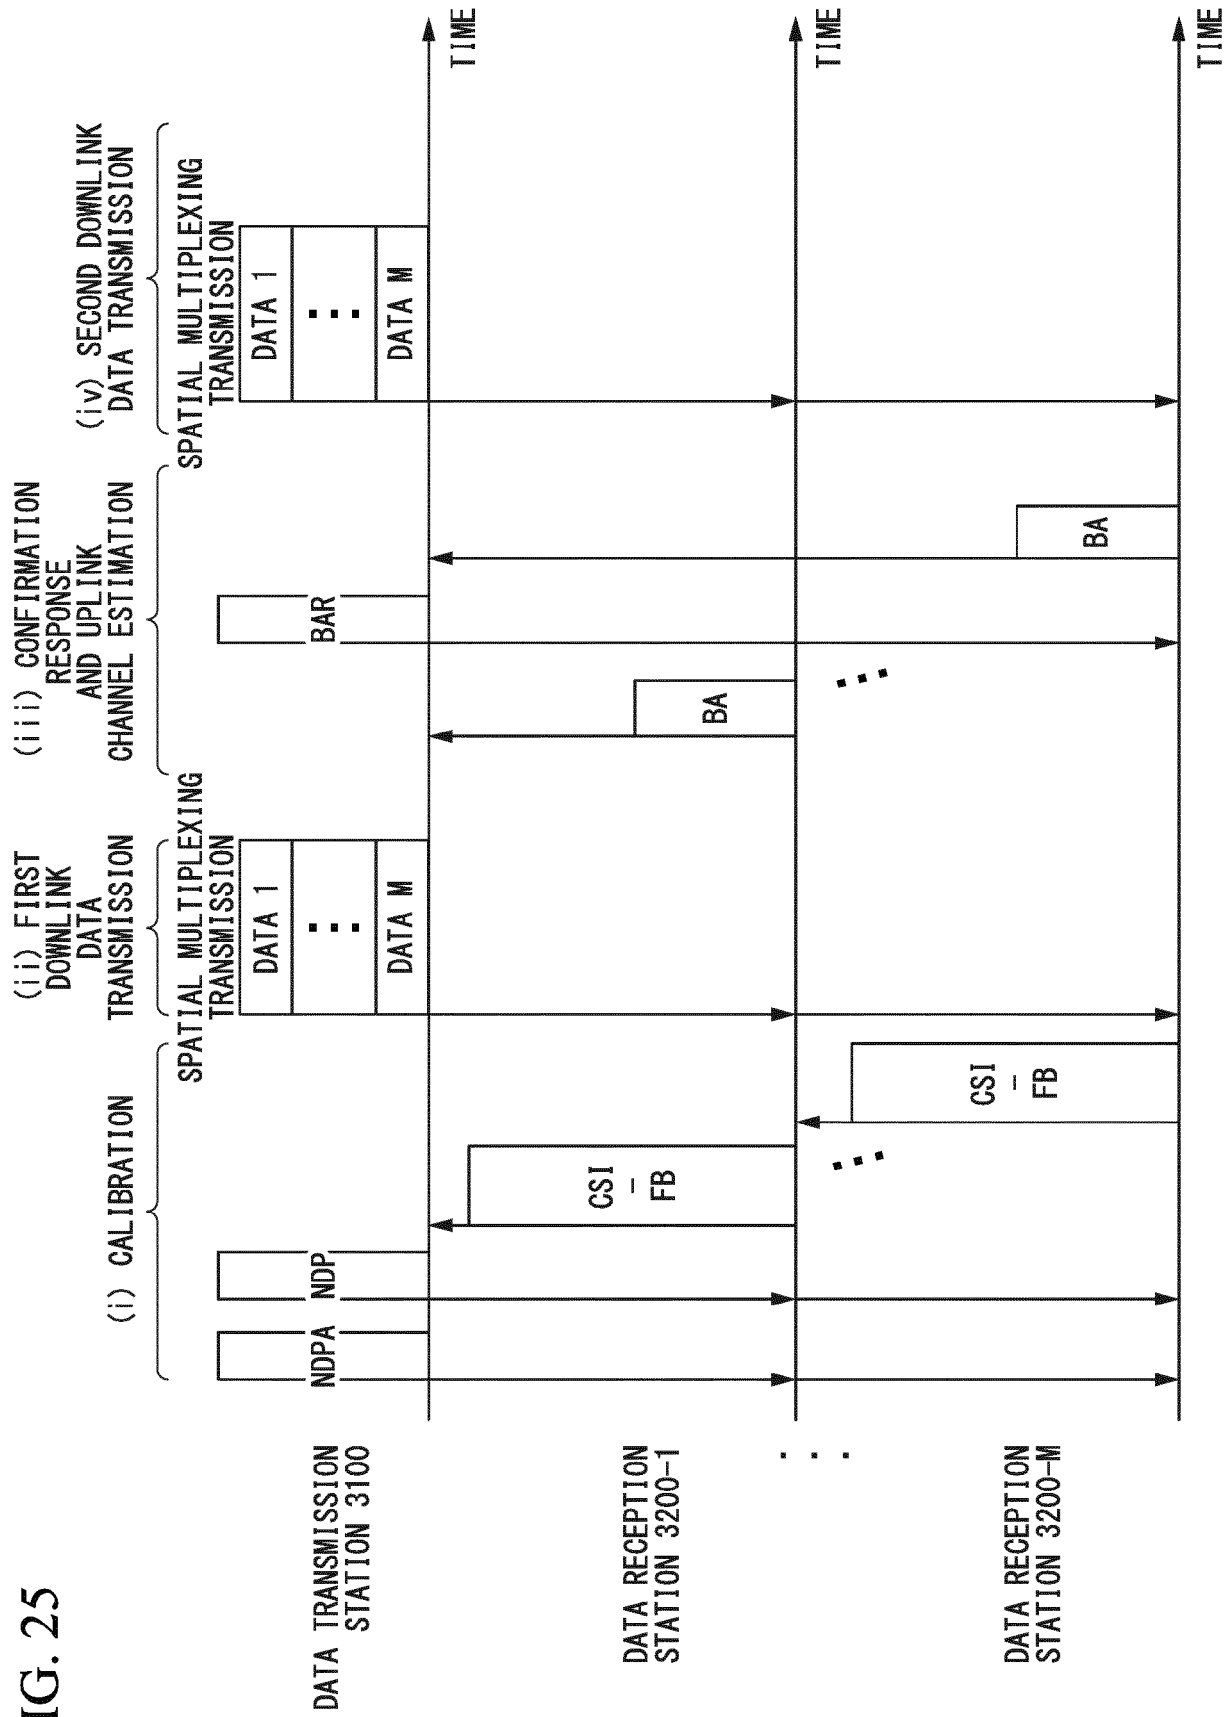 IG. 25
(i) CALIBRATION
(ii) FIRST
DOWNLINK
DATA
TRANSMISSION
(iii) CONFIRMATION
RESPONSE
AND UPLINK
CHANNEL ESTIMATION
(iv) SECOND DOWNLINK
DATA TRANSMISSION
SPATIAL MULTIPLEXING
TRANSMISSION
SPATIAL MULTIPLEXING
TRANSMISSION
DATA TRANSMISSION
STATION 3100
NDPA
NDP
DATA 1
DATA M
BAR
DATA 1
DATA M
TIME
DATA RECEPTION
STATION 3200-1
CSI
-
FB
BA
TIME
DATA RECEPTION
STATION 3200-M
CSI
-
FB
BA
TIME